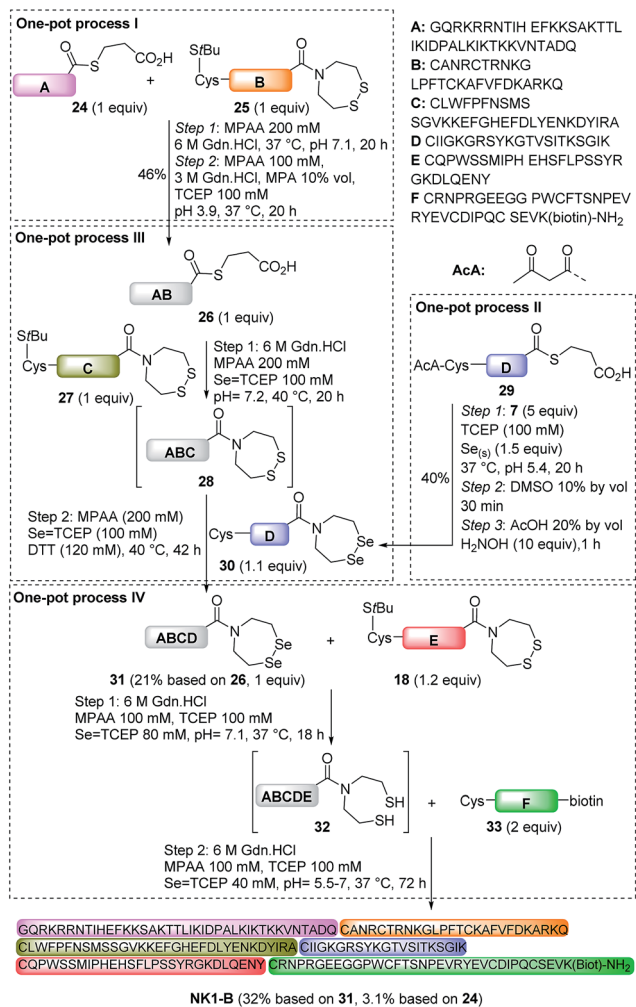 One-pot process I
O
S
CO2H
A
24 (1 equiv)
+
StBu
Cys
B
O
N
S
S
25 (1 equiv)
Step 1: MPAA 200 mM
6 M Gdn.HCl, 37 °C, pH 7.1, 20 h
Step 2: MPAA 100 mM,
3 M Gdn.HCl, MPA 10% vol,
TCEP 100 mM
pH 3.9, 37 °C, 20 h
46%
A: GQRKRRNTIH EFKKSAKTTL
IKIDPALKIKTKKVNTADQ
B: CANRCTRNKG
LPFTCKAFVFDKARKQ
C: CLWFPFNSMS
SGVKKEFGHEFDLYENKDYIRA
D CIIGKGRSYKGTVSITKSGIK
E CQPWSSMIPH EHSFLPSSYR
GKDLQENY
F CRNPRGEEGG PWCFTSNPEV
RYEVCDIPQC SEVK(biotin)-NH2
AcA:
O
O
One-pot process III
O
S
CO2H
AB
26 (1 equiv)
StBu
Cys
C
O
N
S
S
27 (1 equiv)
Step 1: 6 M Gdn.HCl
MPAA 200 mM
Se=TCEP 100 mM
pH= 7.2, 40 °C, 20 h
ABC
O
N
S
S
28
Step 2: MPAA (200 mM)
Se=TCEP (100 mM)
DTT (120 mM), 40 °C, 42 h
Cys
D
O
N
Se
Se
30 (1.1 equiv)
One-pot process II
AcA-Cys
D
O
S
CO2H
29
Step 1: 7 (5 equiv)
TCEP (100 mM)
Se(s) (1.5 equiv)
37 °C, pH 5.4, 20 h
Step 2: DMSO 10% by vol
30 min
Step 3: AcOH 20% by vol
H2NOH (10 equiv),1 h
40%
One-pot process IV
ABCD
O
N
Se
Se
31 (21% based on 26, 1 equiv)
+
StBu
Cys
E
O
N
S
S
18 (1.2 equiv)
Step 1: 6 M Gdn.HCl
MPAA 100 mM, TCEP 100 mM
Se=TCEP 80 mM, pH= 7.1, 37 °C, 18 h
ABCDE
O
N
SH
SH
32
+
Cys
F
biotin
33 (2 equiv)
Step 2: 6 M Gdn.HCl
MPAA 100 mM, TCEP 100 mM
Se=TCEP 40 mM, pH= 5.5-7, 37 °C, 72 h
GQRKRRNTIHEFKKSAKTTLIKIDPALKIKTKKVNTADQ CANRCTRNKGLPFTCKAFVFDKARKQ
CLWFPFNSMSSGVKKEFGHEFDLYENKDYIRA CIIGKGRSYKGTVSITKSGIK
CQPWSSMIPHEHSFLPSSYRGKDLQENY CRNPRGEEGGPWCFTSNPEVRYEVCDIPQCSEVK(Biot)-NH2
NK1-B (32% based on 31, 3.1% based on 24)